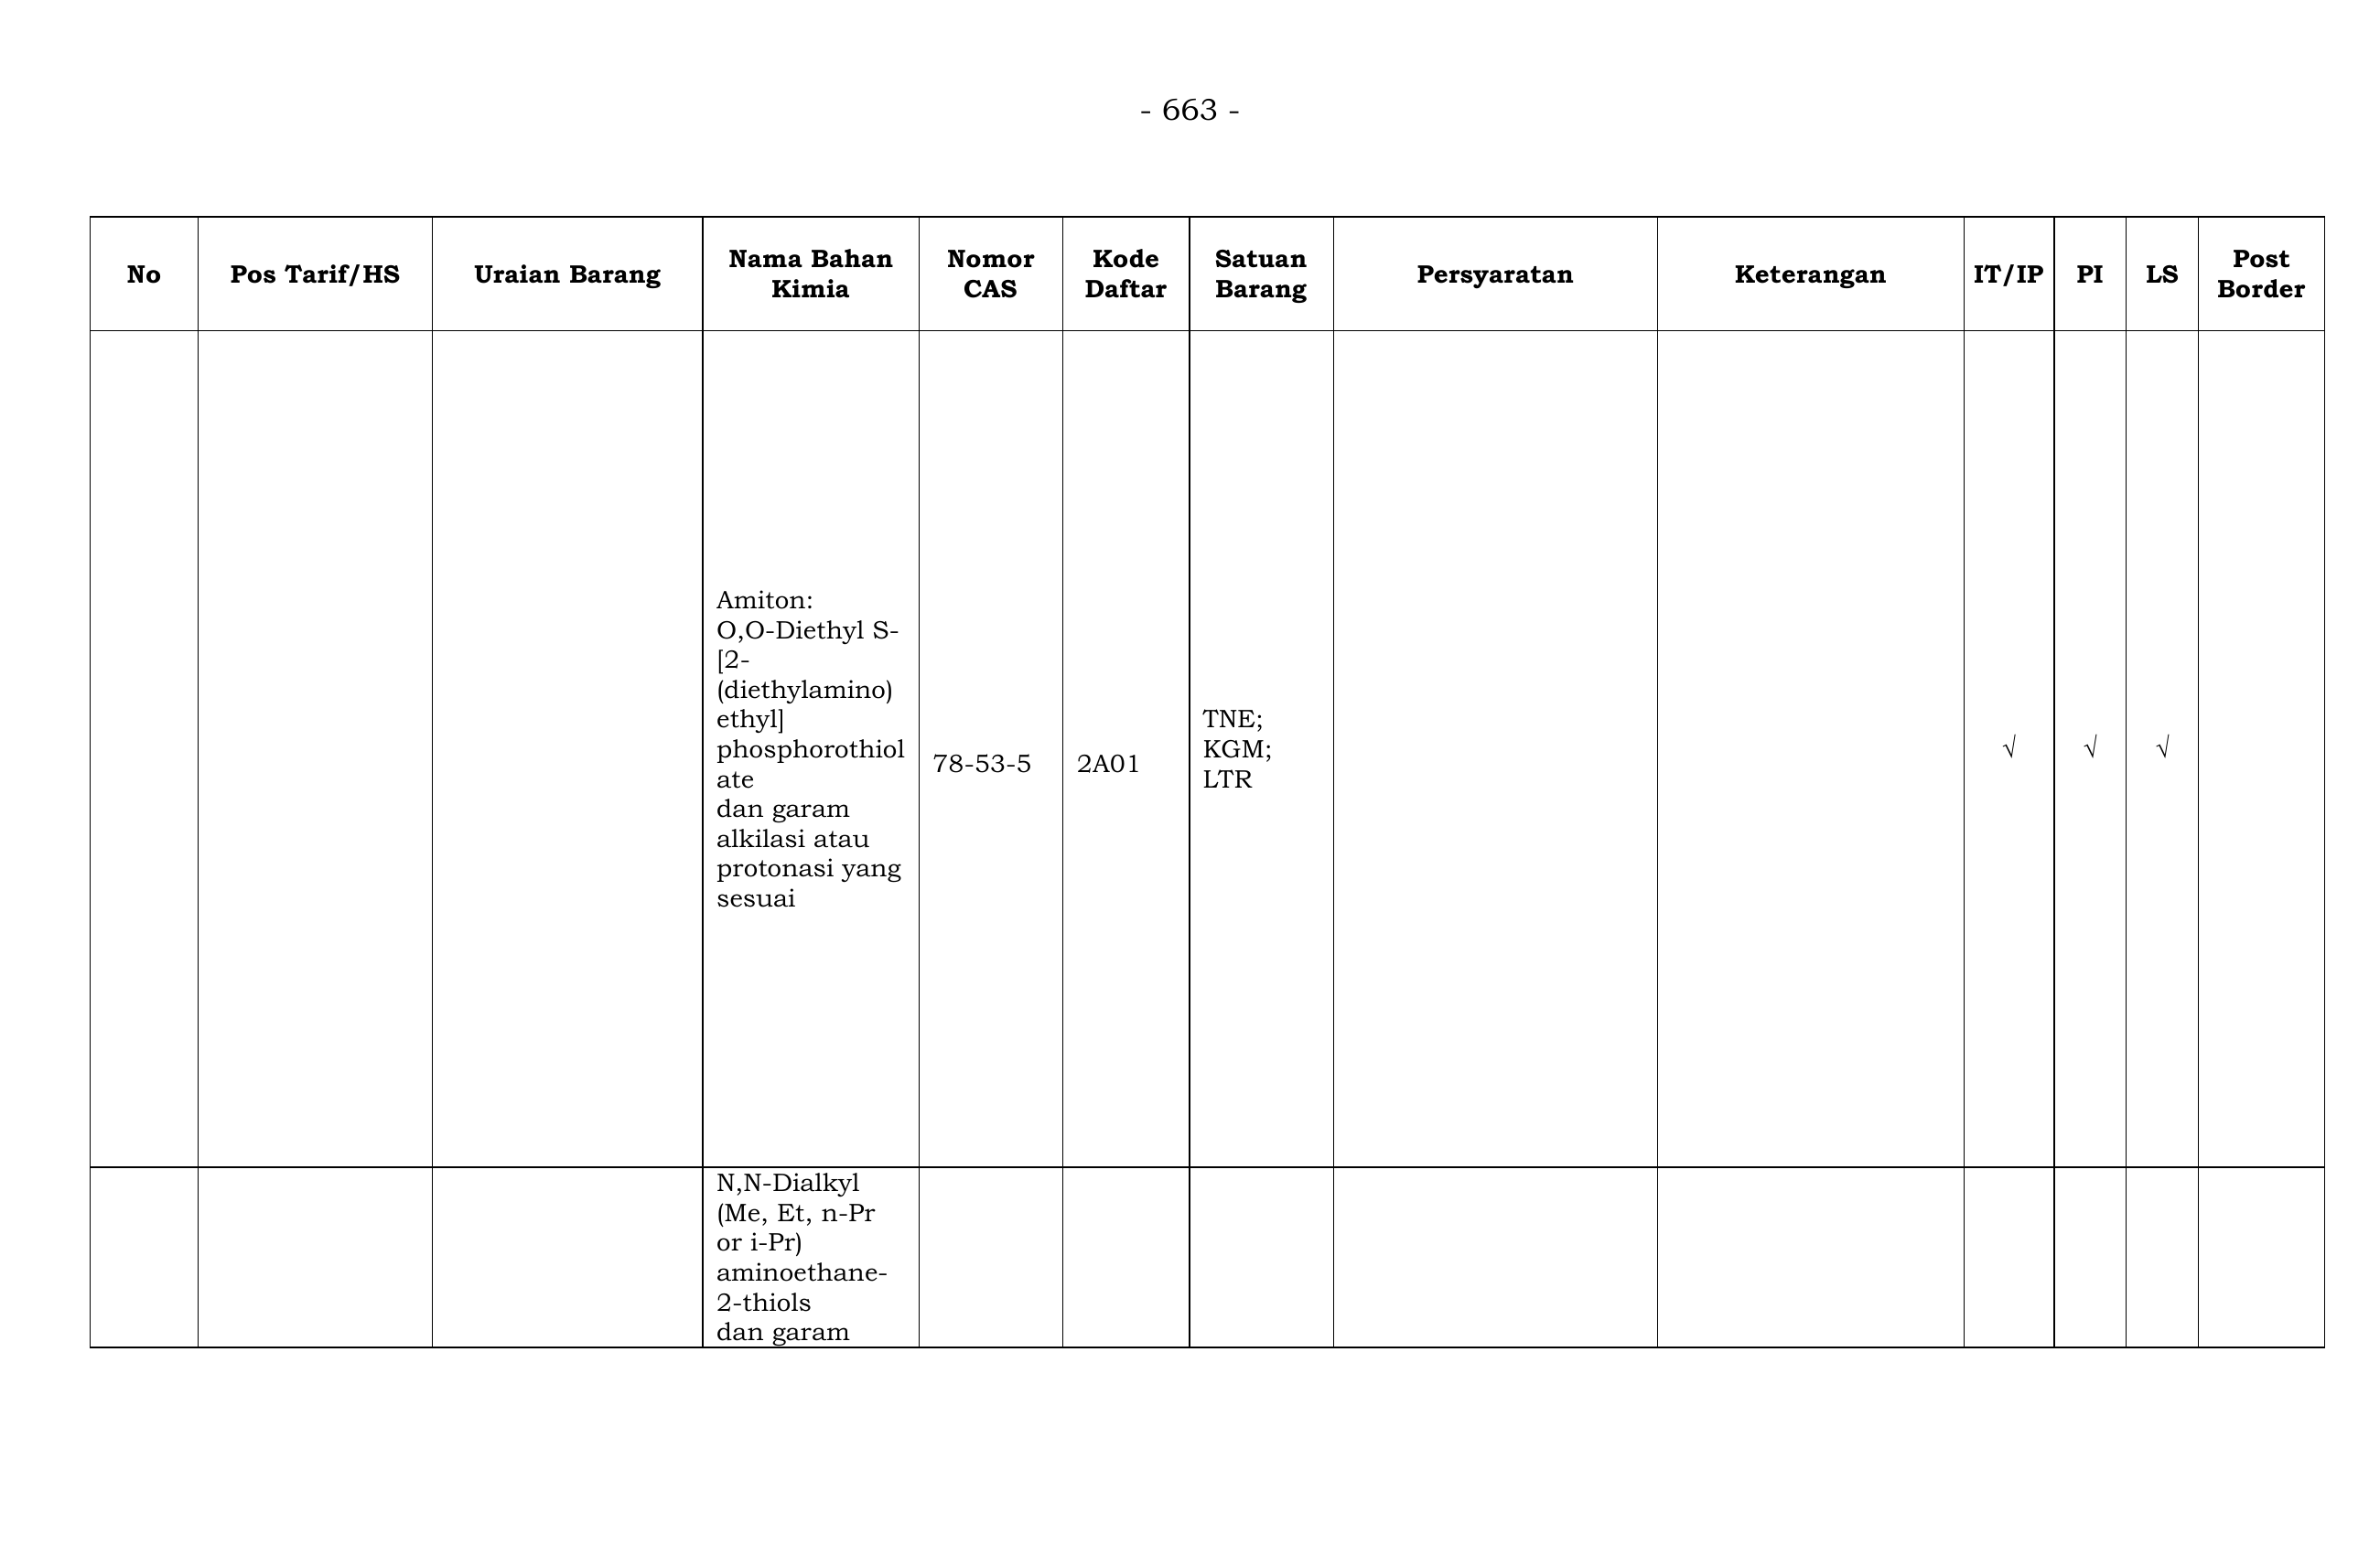 - 663 -
No
Pos Tarif/HS
Uraian Barang
Nama Bahan
Kimia
Nomor
CAS
Kode
Daftar
Satuan
Barang
Persyaratan
Keterangan
IT/IP
PI
LS
Post
Border
Amiton:
O,O-Diethyl S-
[2-
(diethylamino)
ethyl]
phosphorothiol
ate
dan garam
alkilasi atau
protonasi yang
sesuai
78-53-5
2A01
TNE;
KGM;
LTR
√
√
√
N,N-Dialkyl
(Me, Et, n-Pr
or i-Pr)
aminoethane-
2-thiols
dan garam